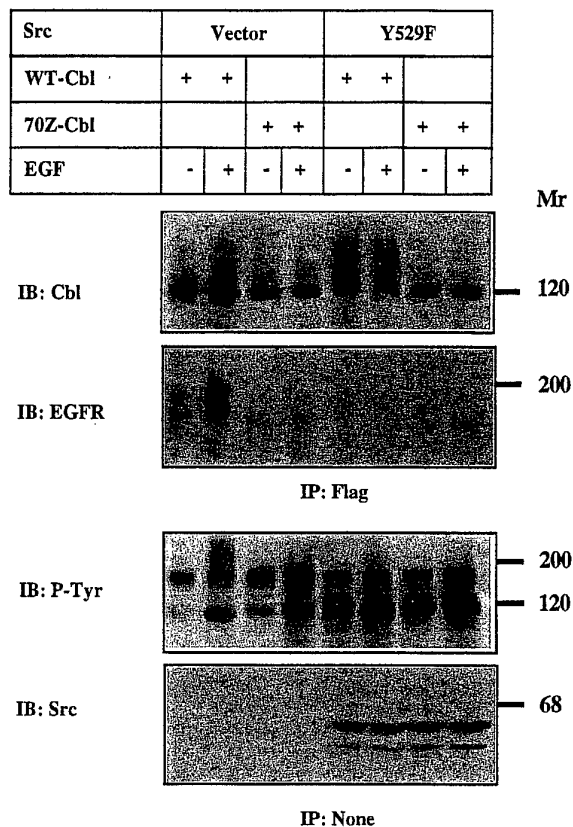 Src Vector Y529F
WT-Cbl + + + +
70Z-Cbl + + + +
EGF - + - + - + - +
Mr
IB: Cbl 120
200
IB: EGFR
IP: Flag
200
IB: P-Tyr 120
IB: Src 68
IP: None